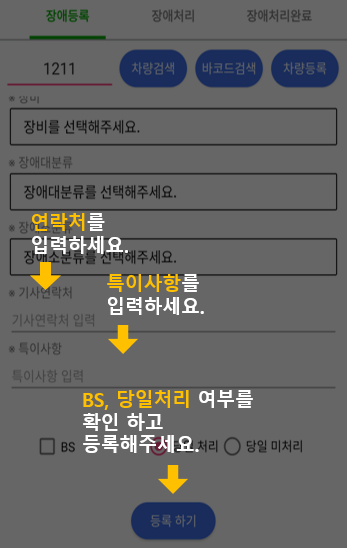 장애등록 장애처리 장애처리완료
1211 차량검색 바코드검색 차량등록
※ 장비
장비를 선택해주세요.
※ 장애대분류
장애대분류를 선택해주세요.
연락처를
입력하세요.
장애소분류를 선택해주세요.
※ 기사연락처
특이사항를
입력하세요.
기사연락처 입력
※ 특이사항
특이사항 입력
BS, 당일처리 여부를
확인 하고
등록해주세요.
BS 처리 당일 미처리
등록 하기